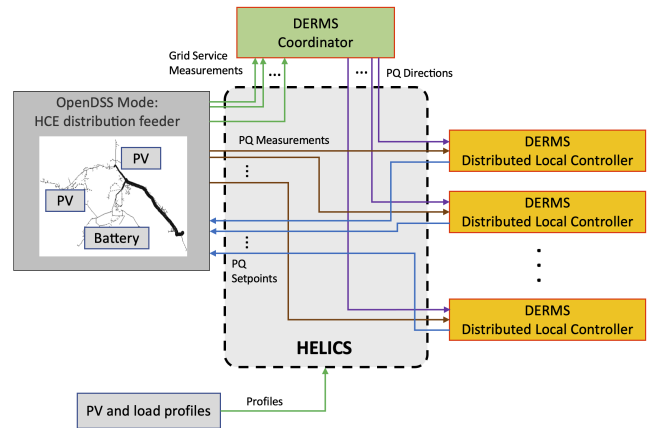 DERMS
Coordinator
Grid Service
Measurements
...
...
PQ Directions
OpenDSS Mode:
HCE distribution feeder
PV
PV
Battery
PQ Measurements
...
DERMS
Distributed Local Controller
DERMS
Distributed Local Controller
...
PQ
Setpoints
...
DERMS
Distributed Local Controller
HELICS
PV and load profiles
Profiles